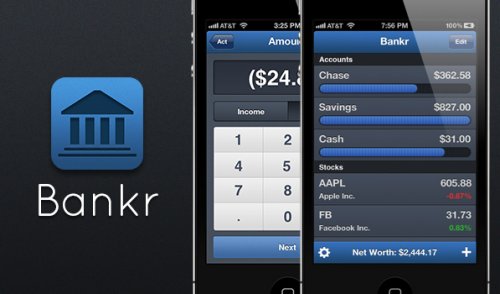 Bankr
AT&T 3:25 PM
Act Amou
($24.
Income
1 2
4 5
7 8
. 0
Next
AT&T 7:56 PM 100%
Bankr Edit
Accounts
Chase $362.58
Savings $827.00
Cash $31.00
Stocks
AAPL 605.88
Apple Inc. -0.87%
FB 31.73
Facebook Inc. 0.83%
Net Worth: $2,444.17 +